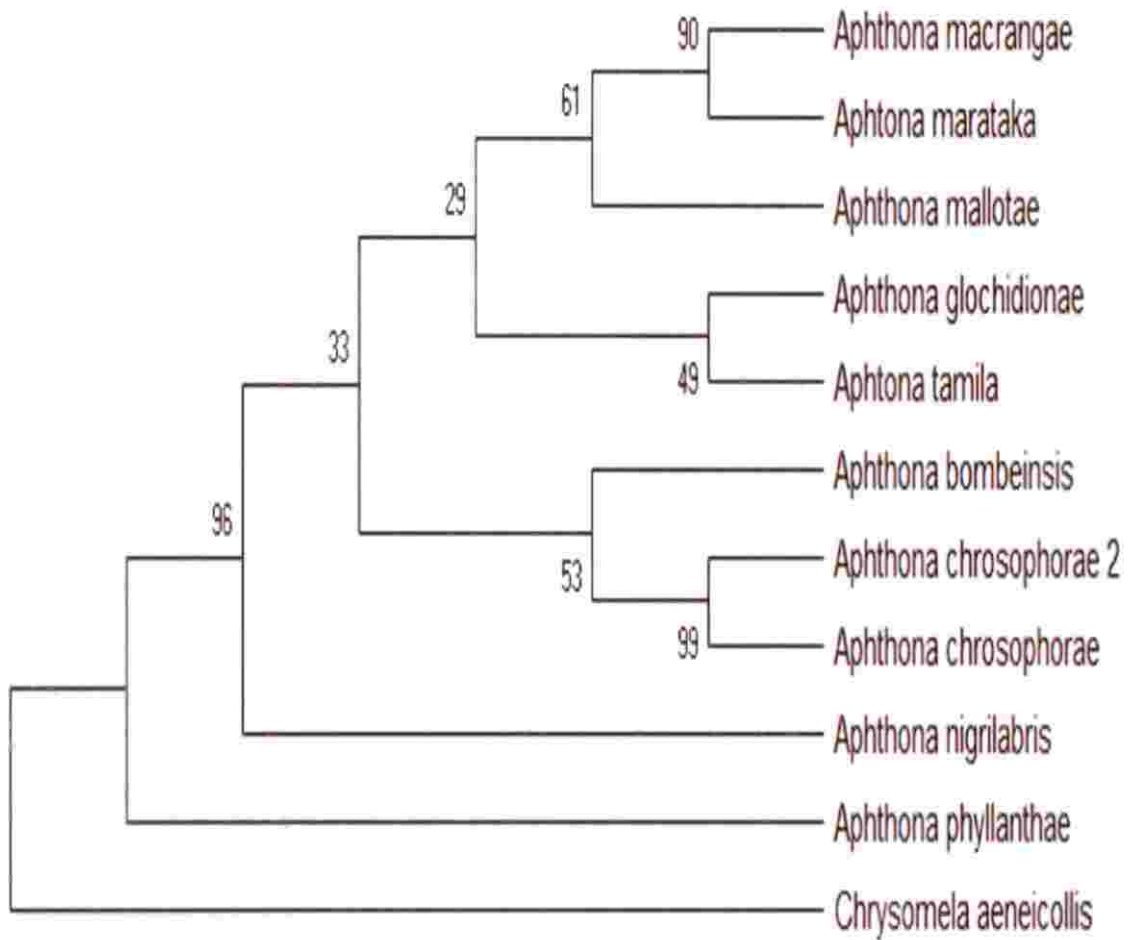 90
Aphthona macrangae
61
Aphtona marataka
29
Aphthona mallotae
Aphthona glochidionae
33
49
Aphtona tamila
Aphthona bombeinsis
96
Aphthona chrosophorae 2
53
99
Aphthona chrosophorae
Aphthona nigrilabris
Aphthona phyllanthae
Chrysomela aeneicollis